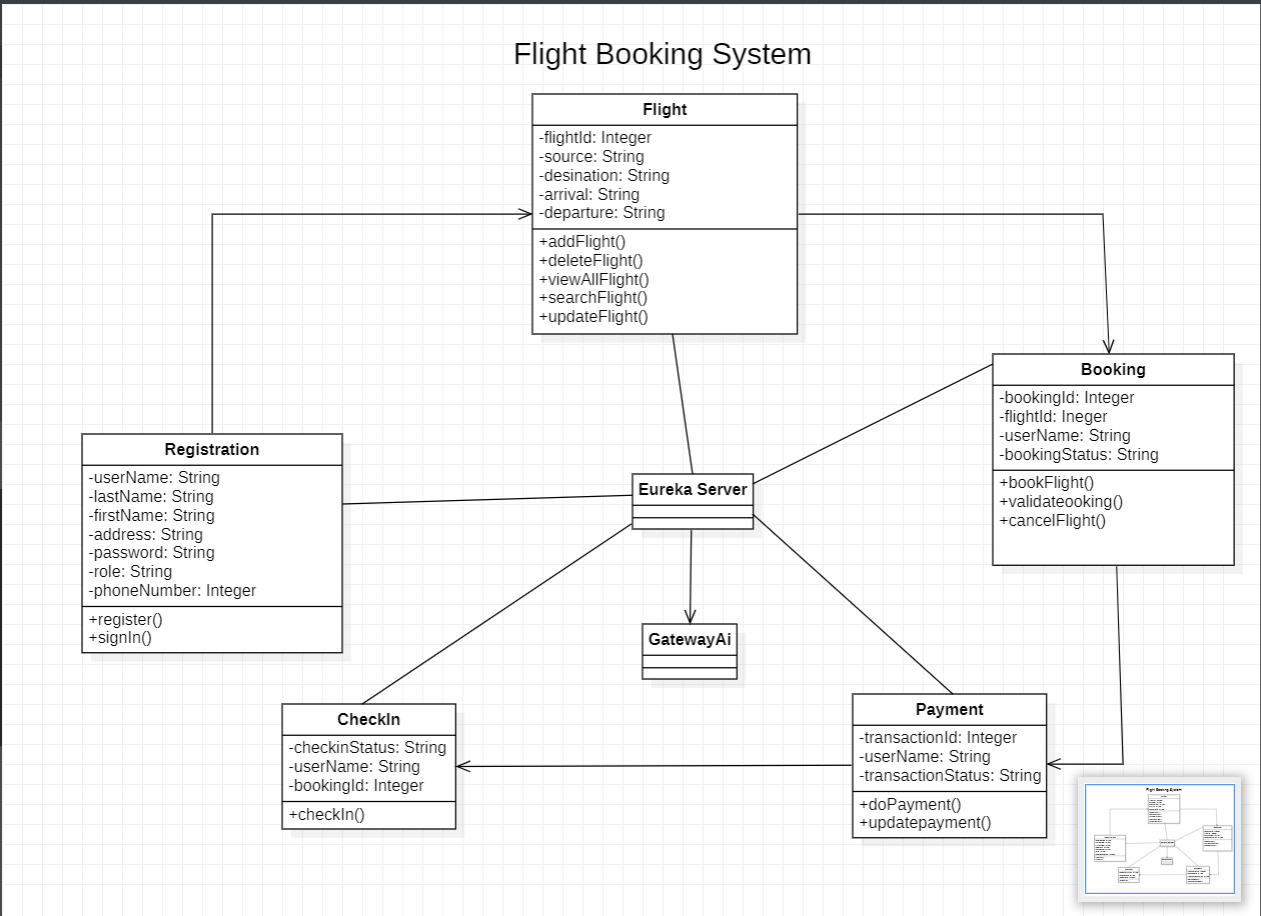 Flight Booking System
Flight
-flightId: Integer
-source: String
-desination: String
-arrival: String
-departure: String
+addFlight()
+deleteFlight()
+viewAllFlight()
+searchFlight()
+updateFlight()
Booking
-bookingId: Integer
-flightId: Ineger
-userName: String
-bookingStatus: String
+bookFlight()
+validateooking()
+cancelFlight()
Registration
-userName: String
-lastName: String
-firstName: String
-address: String
-password: String
-role: String
-phoneNumber: Integer
+register()
+signIn()
Eureka Server
GatewayAi
CheckIn
-checkinStatus: String
-userName: String
-bookingId: Integer
+checkIn()
Payment
-transactionId: Integer
-userName: String
-transactionStatus: String
+doPayment()
+updatepayment()
Flight Booking System